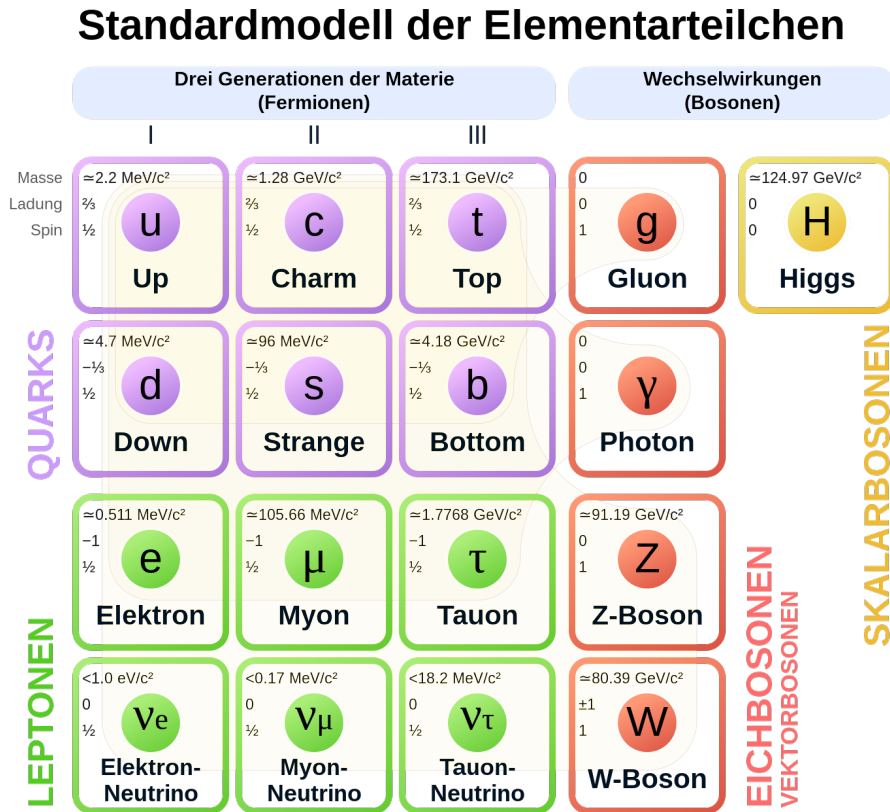 Standardmodell der Elementarteilchen
Drei Generationen der Materie
(Fermionen)
Wechselwirkungen
(Bosonen)
I
II
III
Masse
Ladung
Spin
≃2.2 MeV/c²
⅔
½
u
Up
≃1.28 GeV/c²
⅔
½
c
Charm
≃173.1 GeV/c²
⅔
½
t
Top
0
0
1
g
Gluon
≃124.97 GeV/c²
0
0
H
Higgs
QUARKS
≃4.7 MeV/c²
−⅓
½
d
Down
≃96 MeV/c²
−⅓
½
s
Strange
≃4.18 GeV/c²
−⅓
½
b
Bottom
0
0
1
γ
Photon
SKALARBOSONEN
LEPTONEN
≃0.511 MeV/c²
−1
½
e
Elektron
≃105.66 MeV/c²
−1
½
μ
Myon
≃1.7768 GeV/c²
−1
½
τ
Tauon
≃91.19 GeV/c²
0
1
Z
Z-Boson
EICHBOSONEN
VEKTORBOSONEN
<1.0 eV/c²
0
½
νe
Elektron-
Neutrino
<0.17 MeV/c²
0
½
νμ
Myon-
Neutrino
<18.2 MeV/c²
0
½
ντ
Tauon-
Neutrino
≃80.39 GeV/c²
±1
1
W
W-Boson